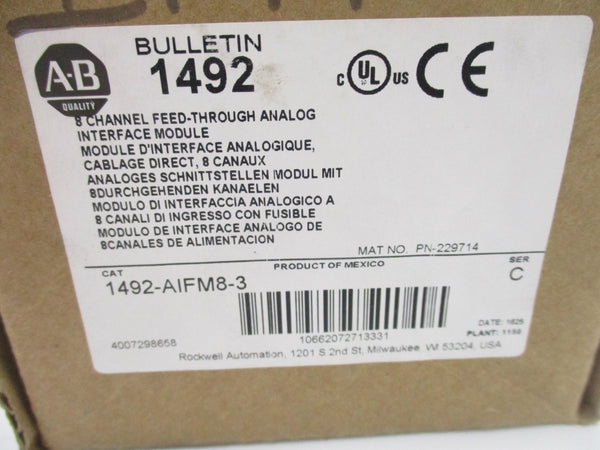 BULLETIN
1492
A·B
QUALITY
C UL US CE
8 CHANNEL FEED-THROUGH ANALOG
INTERFACE MODULE
MODULE D'INTERFACE ANALOGIQUE,
CABLAGE DIRECT, 8 CANAUX
ANALOGES SCHNITTSTELLEN MODUL MIT
8DURCHGEHENDEN KANAELEN
MODULO DI INTERFACCIA ANALOGICO A
8 CANALI DI INGRESSO CON FUSIBLE
MODULO DE INTERFACE ANALOGO DE
8CANALES DE ALIMENTACION
MAT NO. PN-229714
PRODUCT OF MEXICO
CAT
1492-AIFM8-3
SER
C
DATE: 1625
PLANT: 1150
4007298658
10662072713331
Rockwell Automation, 1201 S 2nd St, Milwaukee, WI 53204, USA